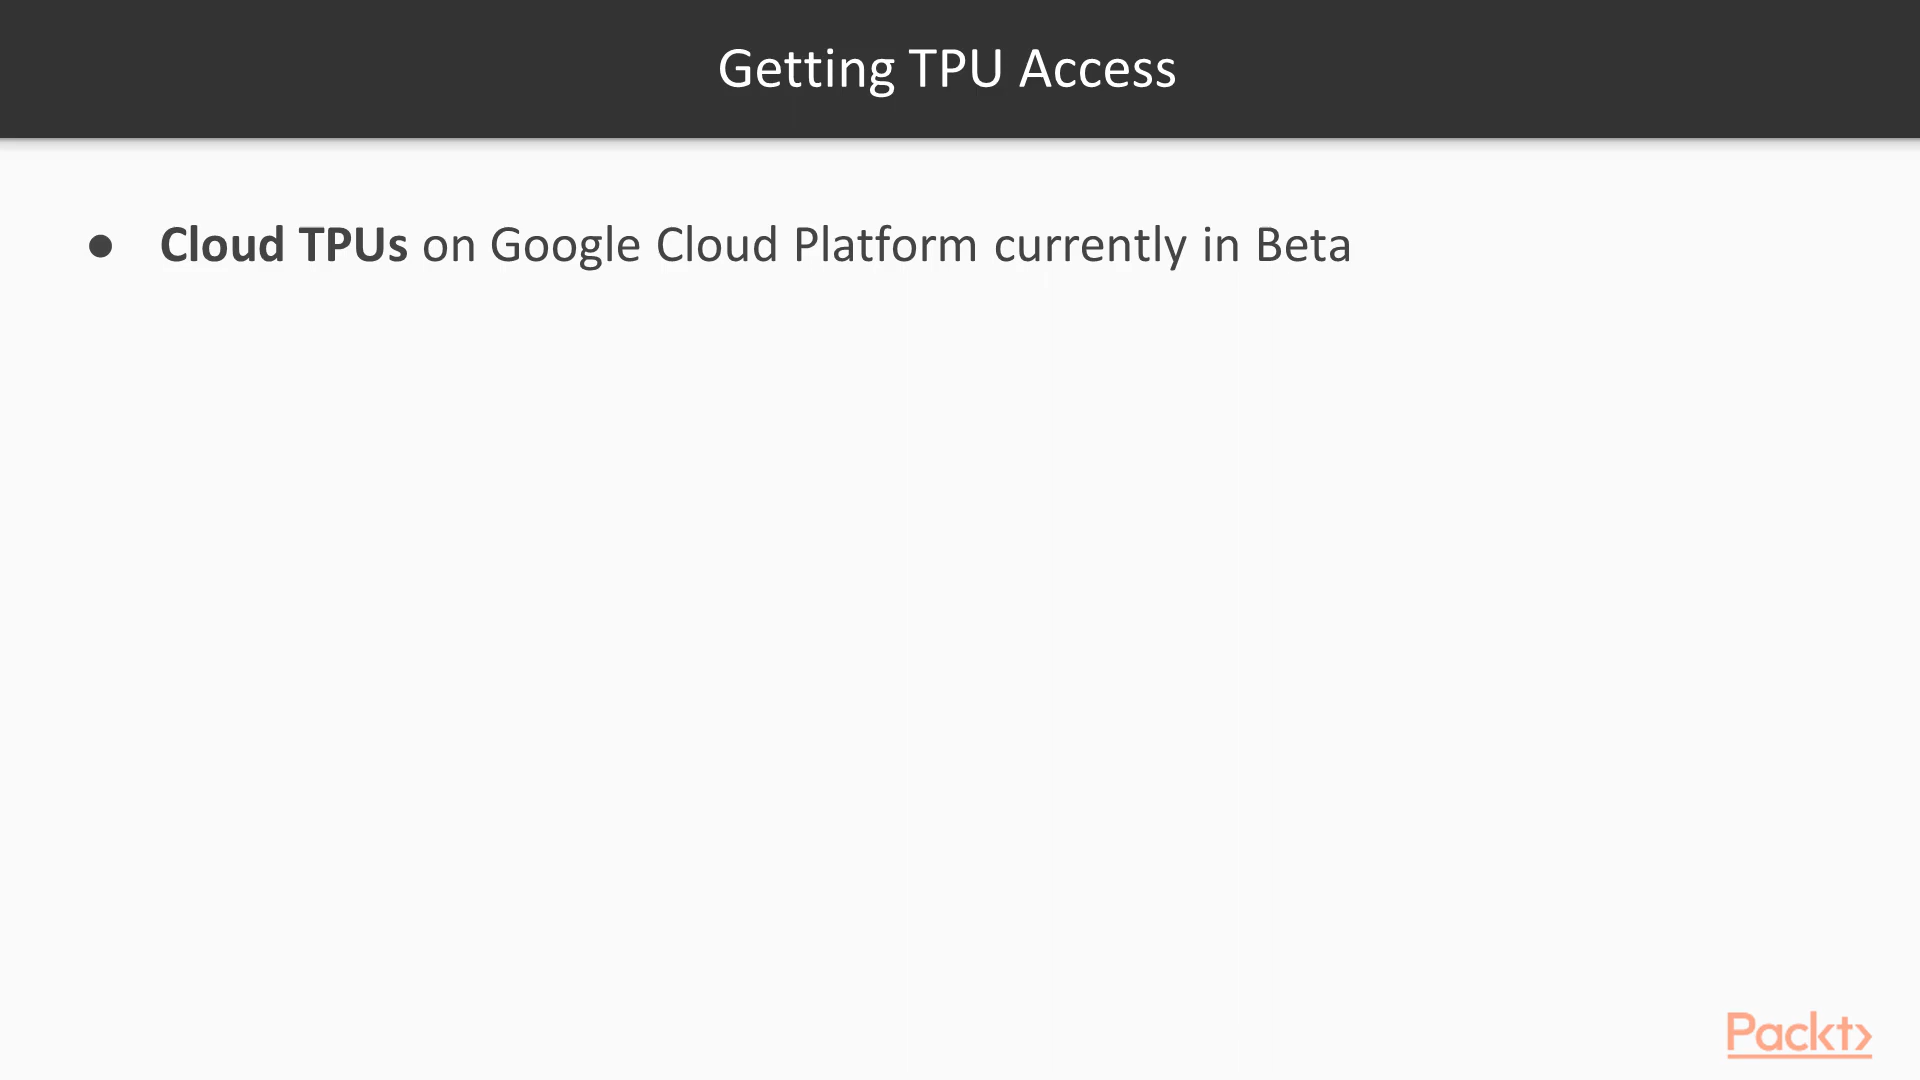 Getting TPU Access
● Cloud TPUs on Google Cloud Platform currently in Beta
Packt>